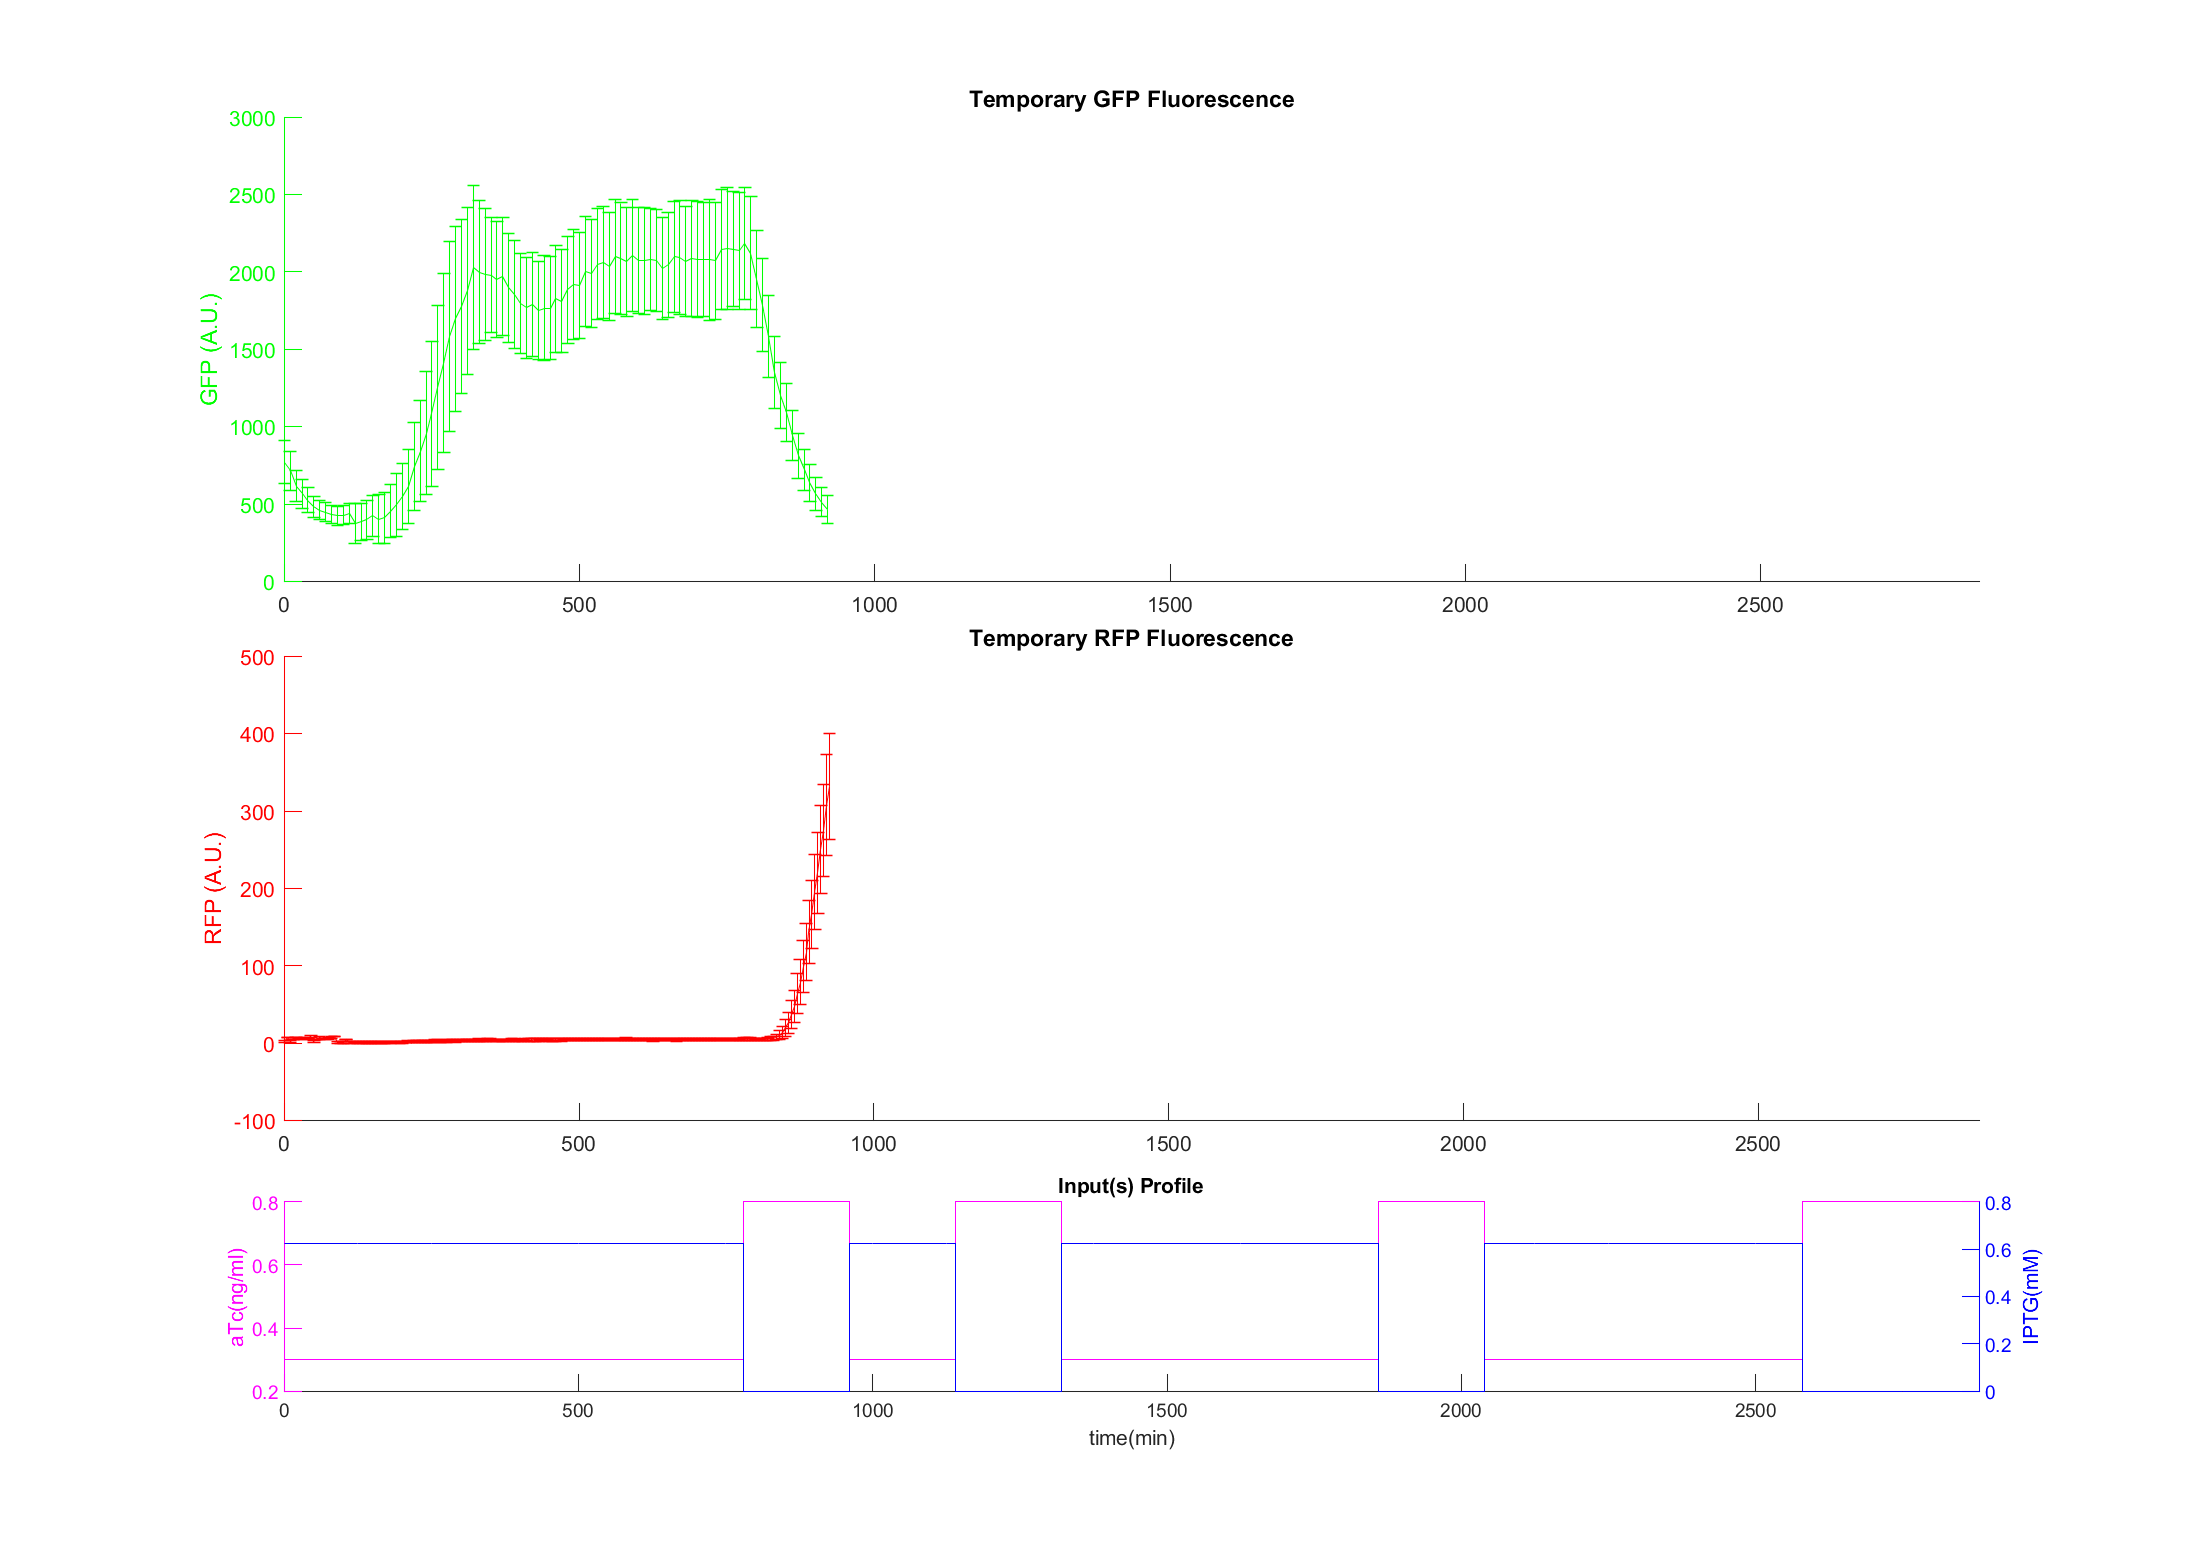 Temporary GFP Fluorescence
3000
2500
2000
1500
1000
500
0
GFP (A.U.)
0 500 1000 1500 2000 2500
Temporary RFP Fluorescence
500
400
300
200
100
0
-100
RFP (A.U.)
0 500 1000 1500 2000 2500
Input(s) Profile
0.8
0.6
0.4
0.2
aTc(ng/ml)
0.8
0.6
0.4
0.2
0
IPTG(mM)
0 500 1000 1500 2000 2500
time(min)